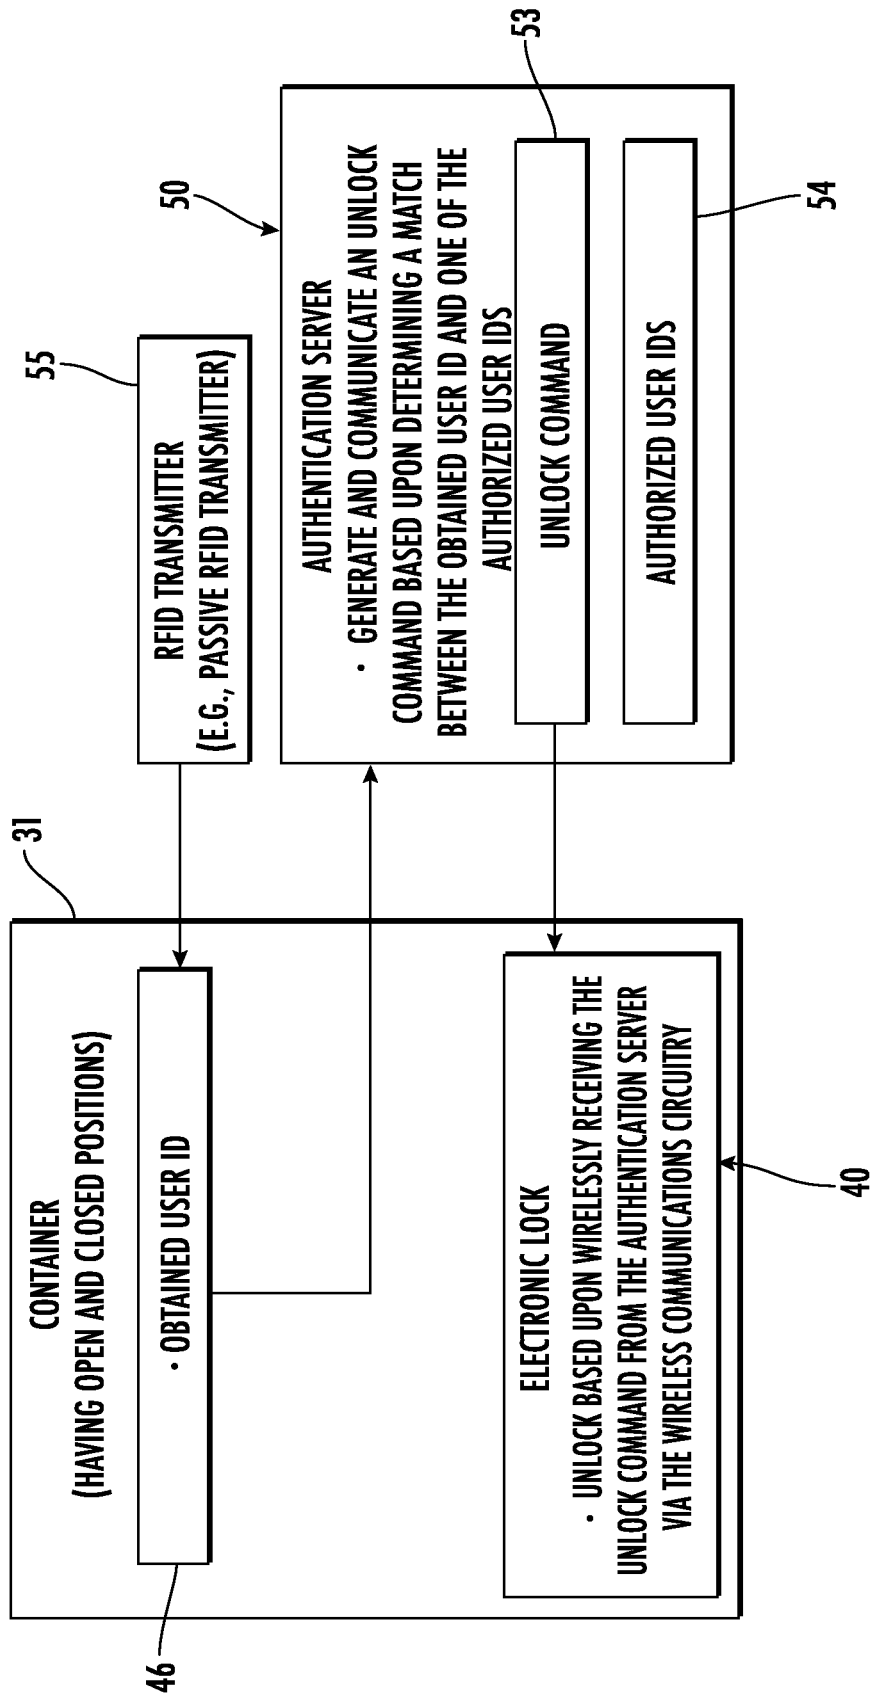 31
CONTAINER
(HAVING OPEN AND CLOSED POSITIONS)
46
· OBTAINED USER ID
ELECTRONIC LOCK
· UNLOCK BASED UPON WIRELESSLY RECEIVING THE
UNLOCK COMMAND FROM THE AUTHENTICATION SERVER
VIA THE WIRELESS COMMUNICATIONS CIRCUITRY
40
55
RFID TRANSMITTER
(E.G., PASSIVE RFID TRANSMITTER)
50
AUTHENTICATION SERVER
· GENERATE AND COMMUNICATE AN UNLOCK
COMMAND BASED UPON DETERMINING A MATCH
BETWEEN THE OBTAINED USER ID AND ONE OF THE
AUTHORIZED USER IDS
53
UNLOCK COMMAND
AUTHORIZED USER IDS
54